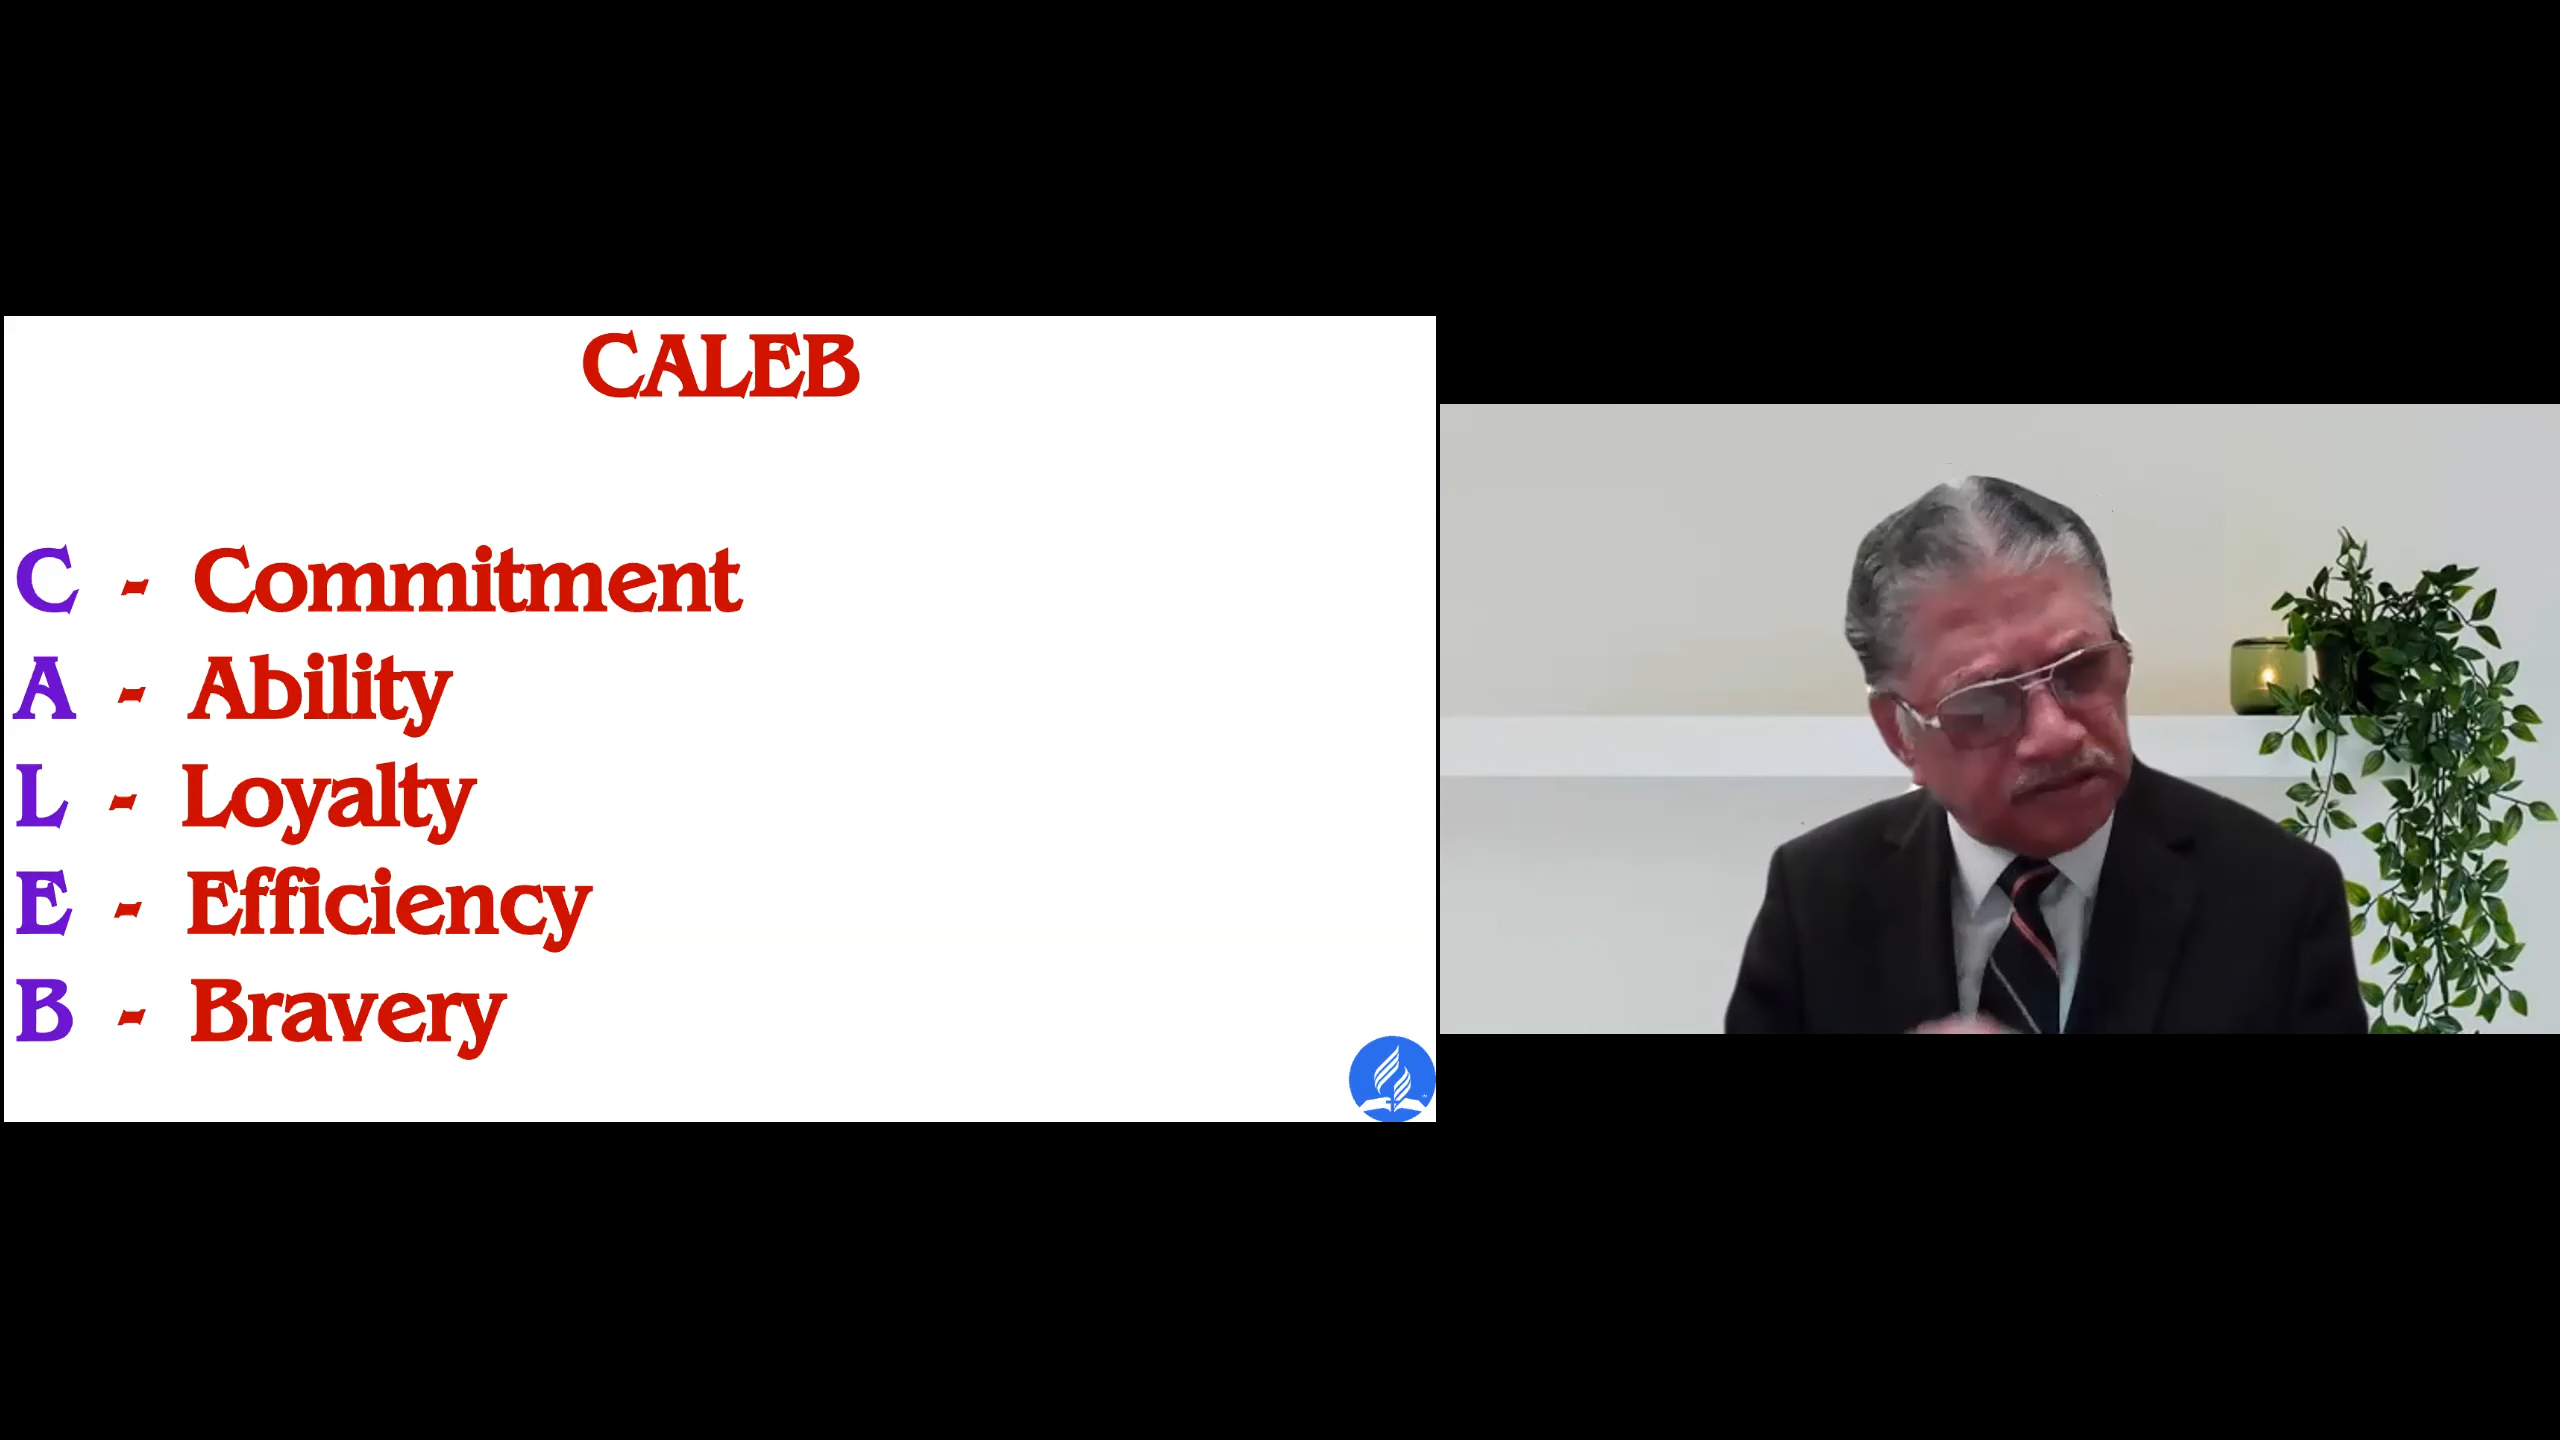 CALEB
C - Commitment
A - Ability
L - Loyalty
E - Efficiency
B - Bravery